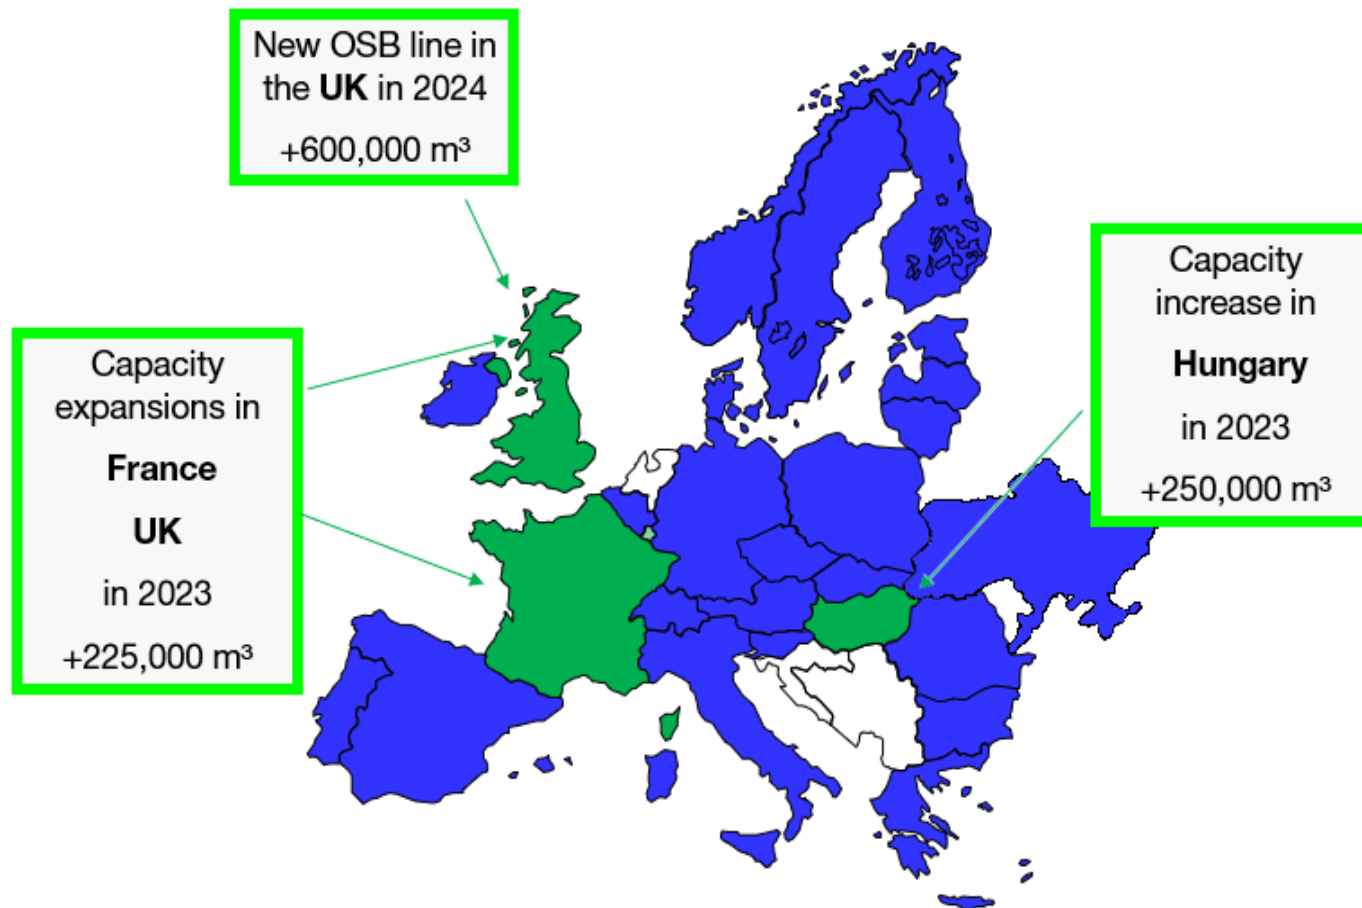 New OSB line in
the UK in 2024
+600,000 m³
Capacity
expansions in
France
UK
in 2023
+225,000 m³
Capacity
increase in
Hungary
in 2023
+250,000 m³